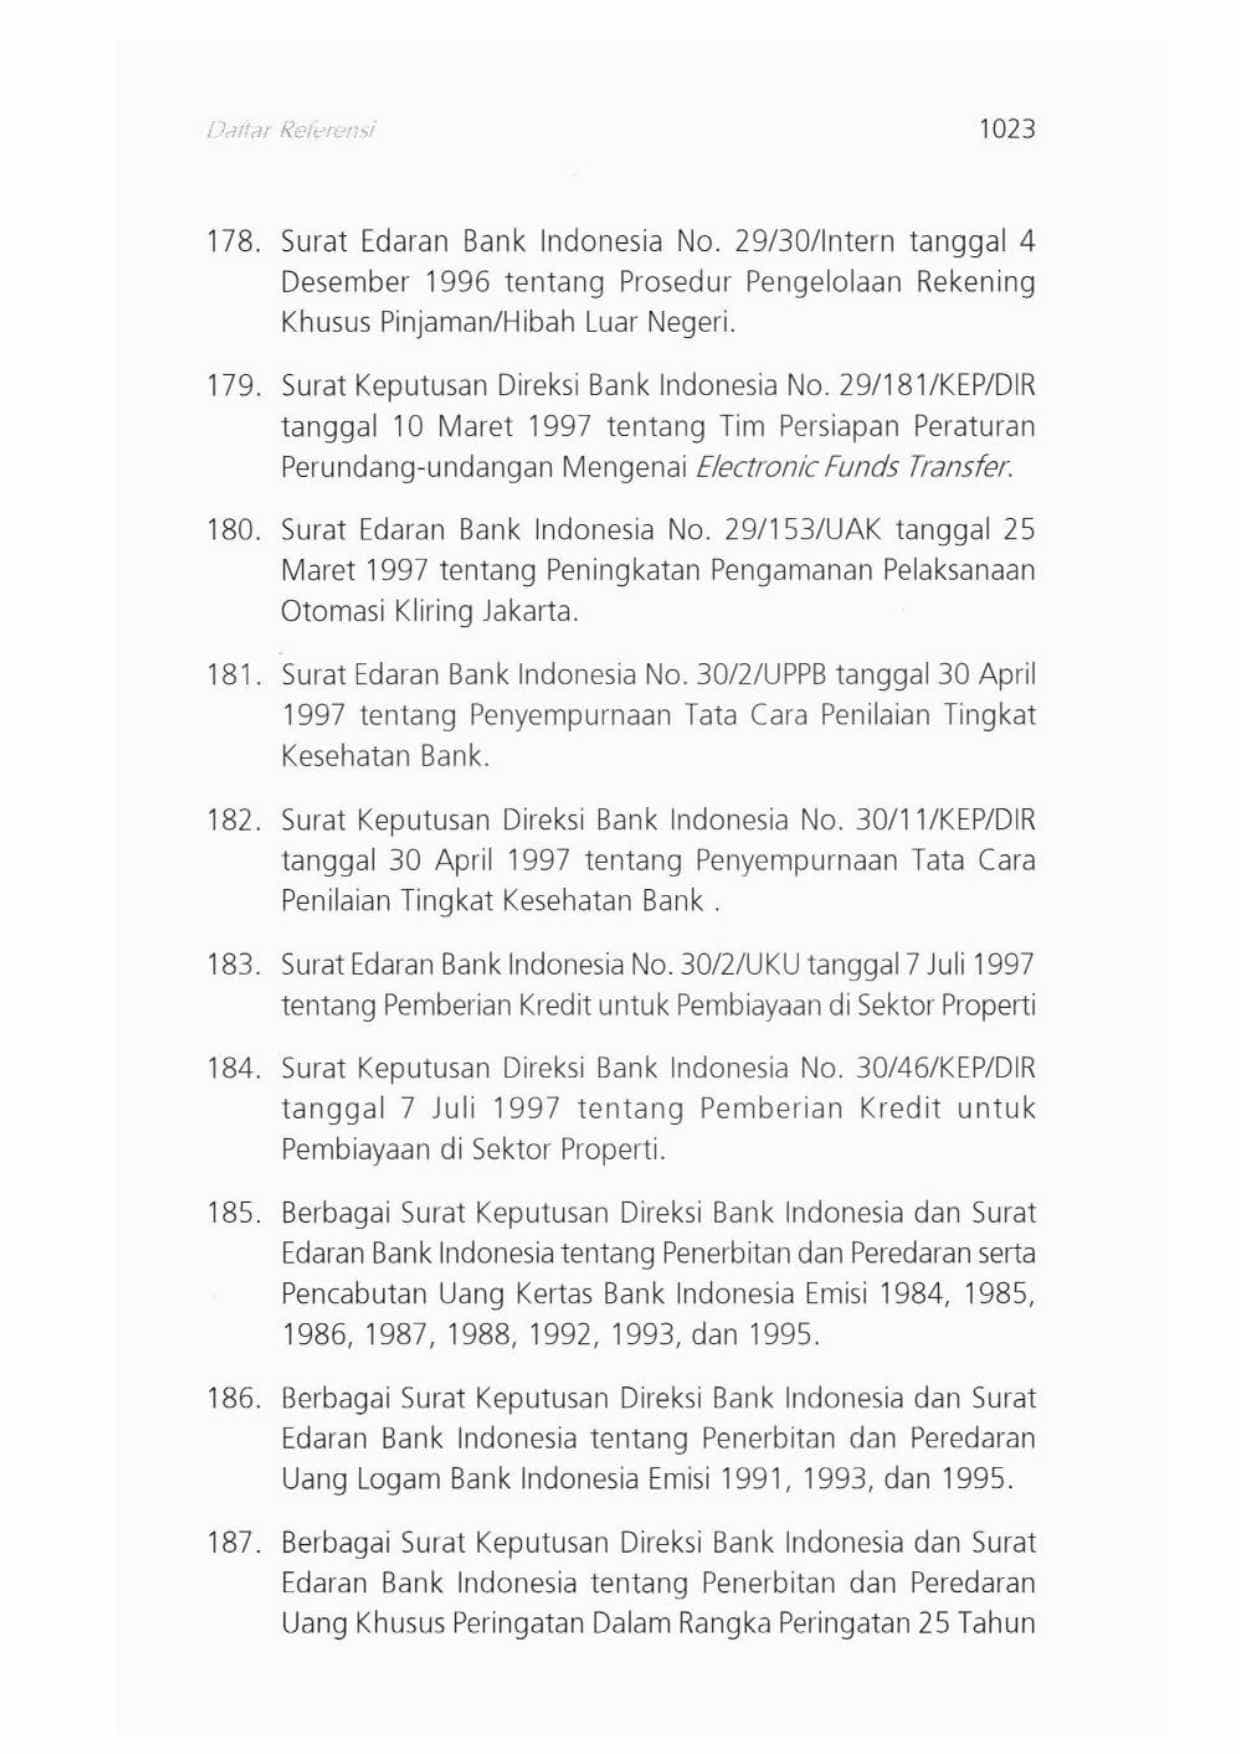 Daftar Referensi
1023
178. Surat Edaran Bank Indonesia No. 29/30/Intern tanggal 4
Desember 1996 tentang Prosedur Pengelolaan Rekening
Khusus Pinjaman/Hibah Luar Negeri.
179. Surat Keputusan Direksi Bank Indonesia No. 29/181/KEP/DIR
tanggal 10 Maret 1997 tentang Tim Persiapan Peraturan
Perundang-undangan Mengenai Electronic Funds Transfer.
180. Surat Edaran Bank Indonesia No. 29/153/UAK tanggal 25
Maret 1997 tentang Peningkatan Pengamanan Pelaksanaan
Otomasi Kliring Jakarta.
181. Surat Edaran Bank Indonesia No. 30/2/UPPB tanggal 30 April
1997 tentang Penyempurnaan Tata Cara Penilaian Tingkat
Kesehatan Bank.
182. Surat Keputusan Direksi Bank Indonesia No. 30/11/KEP/DIR
tanggal 30 April 1997 tentang Penyempurnaan Tata Cara
Penilaian Tingkat Kesehatan Bank .
183. Surat Edaran Bank Indonesia No. 30/2/UKU tanggal 7 Juli 1997
tentang Pemberian Kredit untuk Pembiayaan di Sektor Properti
184. Surat Keputusan Direksi Bank Indonesia No. 30/46/KEP/DIR
tanggal 7 Juli 1997 tentang Pemberian Kredit untuk
Pembiayaan di Sektor Properti.
185. Berbagai Surat Keputusan Direksi Bank Indonesia dan Surat
Edaran Bank Indonesia tentang Penerbitan dan Peredaran serta
Pencabutan Uang Kertas Bank Indonesia Emisi 1984, 1985,
1986, 1987, 1988, 1992, 1993, dan 1995.
186. Berbagai Surat Keputusan Direksi Bank Indonesia dan Surat
Edaran Bank Indonesia tentang Penerbitan dan Peredaran
Uang Logam Bank Indonesia Emisi 1991, 1993, dan 1995.
187. Berbagai Surat Keputusan Direksi Bank Indonesia dan Surat
Edaran Bank Indonesia tentang Penerbitan dan Peredaran
Uang Khusus Peringatan Dalam Rangka Peringatan 25 Tahun